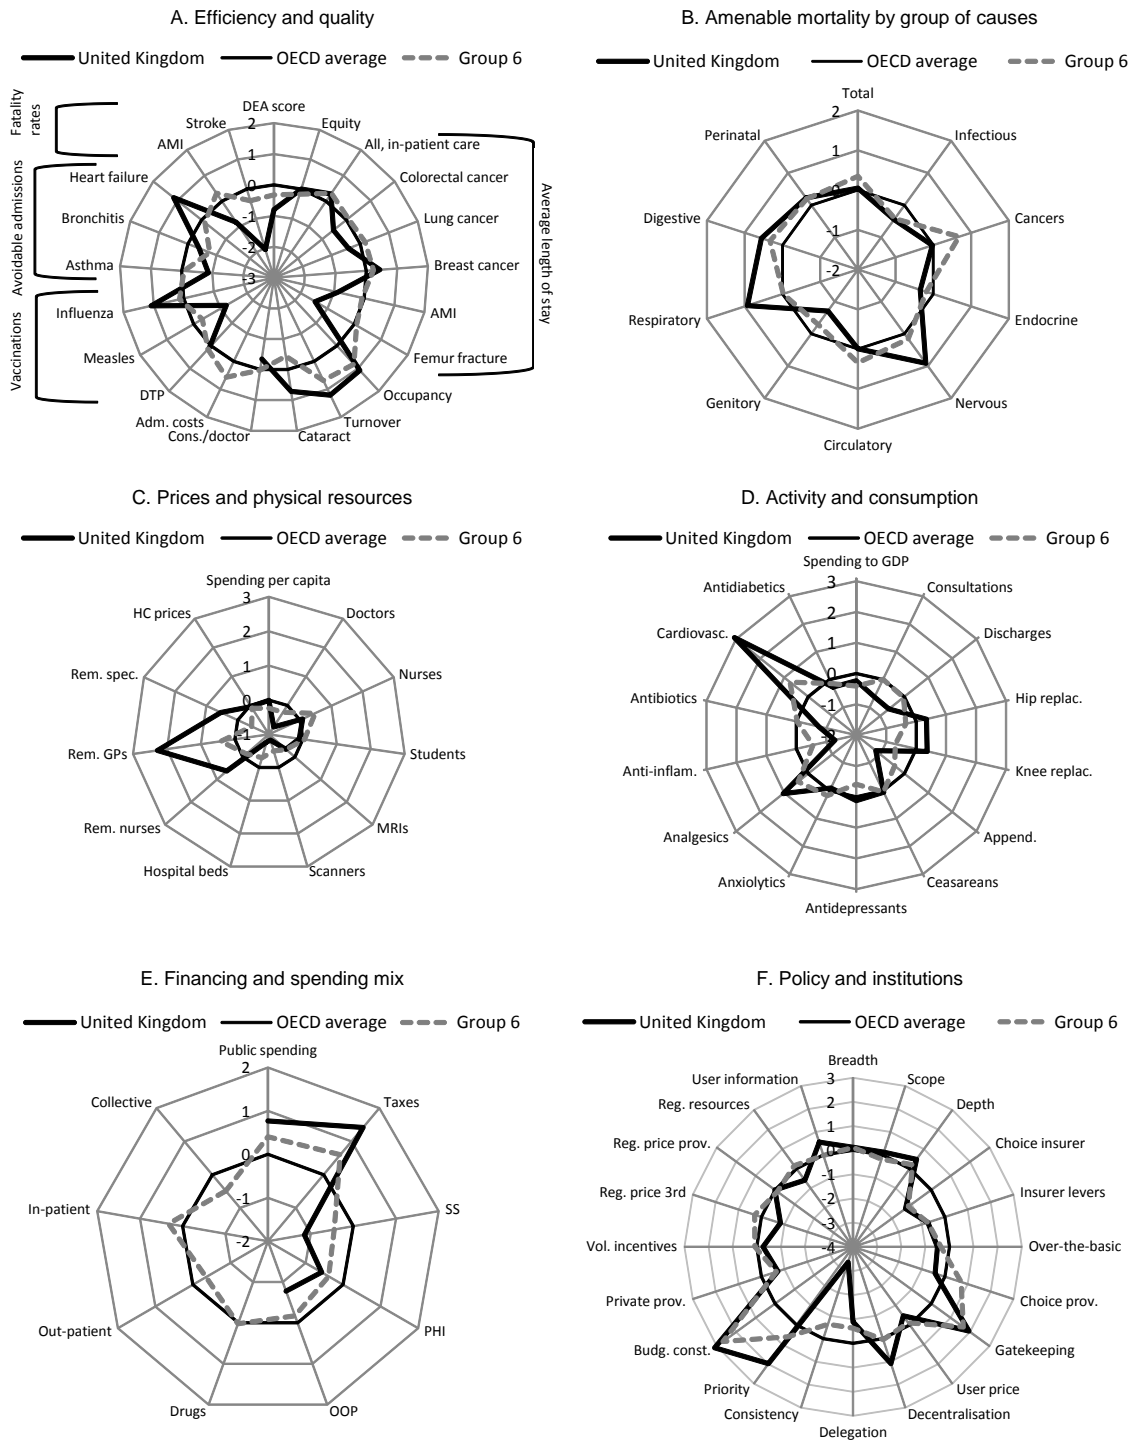 A. Efficiency and quality
United Kingdom OECD average Group 6
Fatality rates
Avoidable admissions
Vaccinations
Average length of stay
DEA score
Equity
All, in-patient care
Colorectal cancer
Lung cancer
Breast cancer
AMI
Femur fracture
Occupancy
Turnover
Cataract
Cons./doctor
Adm. costs
DTP
Measles
Influenza
Asthma
Bronchitis
Heart failure
AMI
Stroke
2
1
0
-1
-2
-3
B. Amenable mortality by group of causes
United Kingdom OECD average Group 6
Total
Infectious
Cancers
Endocrine
Nervous
Circulatory
Genitory
Respiratory
Digestive
Perinatal
2
1
0
-1
-2
C. Prices and physical resources
United Kingdom OECD average Group 6
Spending per capita
Doctors
Nurses
Students
MRIs
Scanners
Hospital beds
Rem. nurses
Rem. GPs
Rem. spec.
HC prices
3
2
1
0
-1
D. Activity and consumption
United Kingdom OECD average Group 6
Spending to GDP
Consultations
Discharges
Hip replac.
Knee replac.
Append.
Ceasareans
Antidepressants
Anxiolytics
Analgesics
Anti-inflam.
Antibiotics
Cardiovasc.
Antidiabetics
3
2
1
0
-1
-2
E. Financing and spending mix
United Kingdom OECD average Group 6
Public spending
Taxes
SS
PHI
OOP
Drugs
Out-patient
In-patient
Collective
2
1
0
-1
-2
F. Policy and institutions
United Kingdom OECD average Group 6
Breadth
Scope
Depth
Choice insurer
Insurer levers
Over-the-basic
Choice prov.
Gatekeeping
User price
Decentralisation
Delegation
Consistency
Priority
Budg. const.
Private prov.
Vol. incentives
Reg. price 3rd
Reg. price prov.
Reg. resources
User information
3
2
1
0
-1
-2
-3
-4